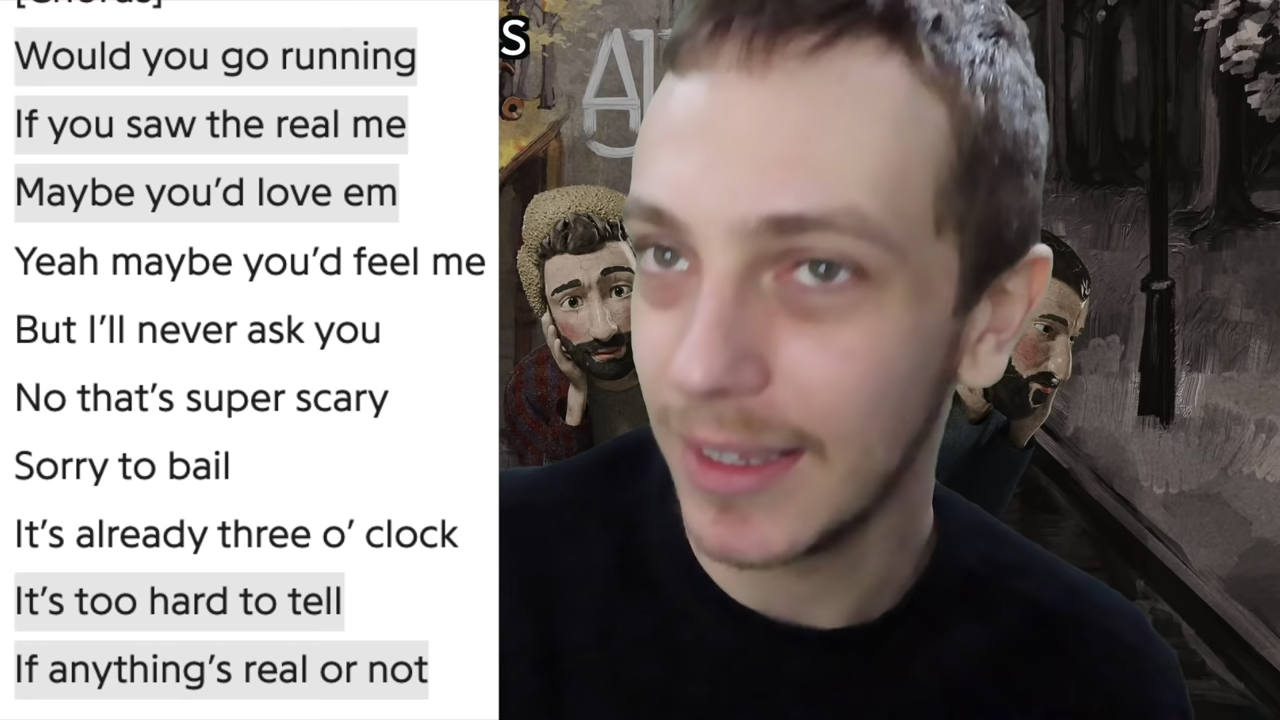 [Chorus]
Would you go running
If you saw the real me
Maybe you’d love em
Yeah maybe you’d feel me
But I’ll never ask you
No that’s super scary
Sorry to bail
It’s already three o’ clock
It’s too hard to tell
If anything’s real or not
S